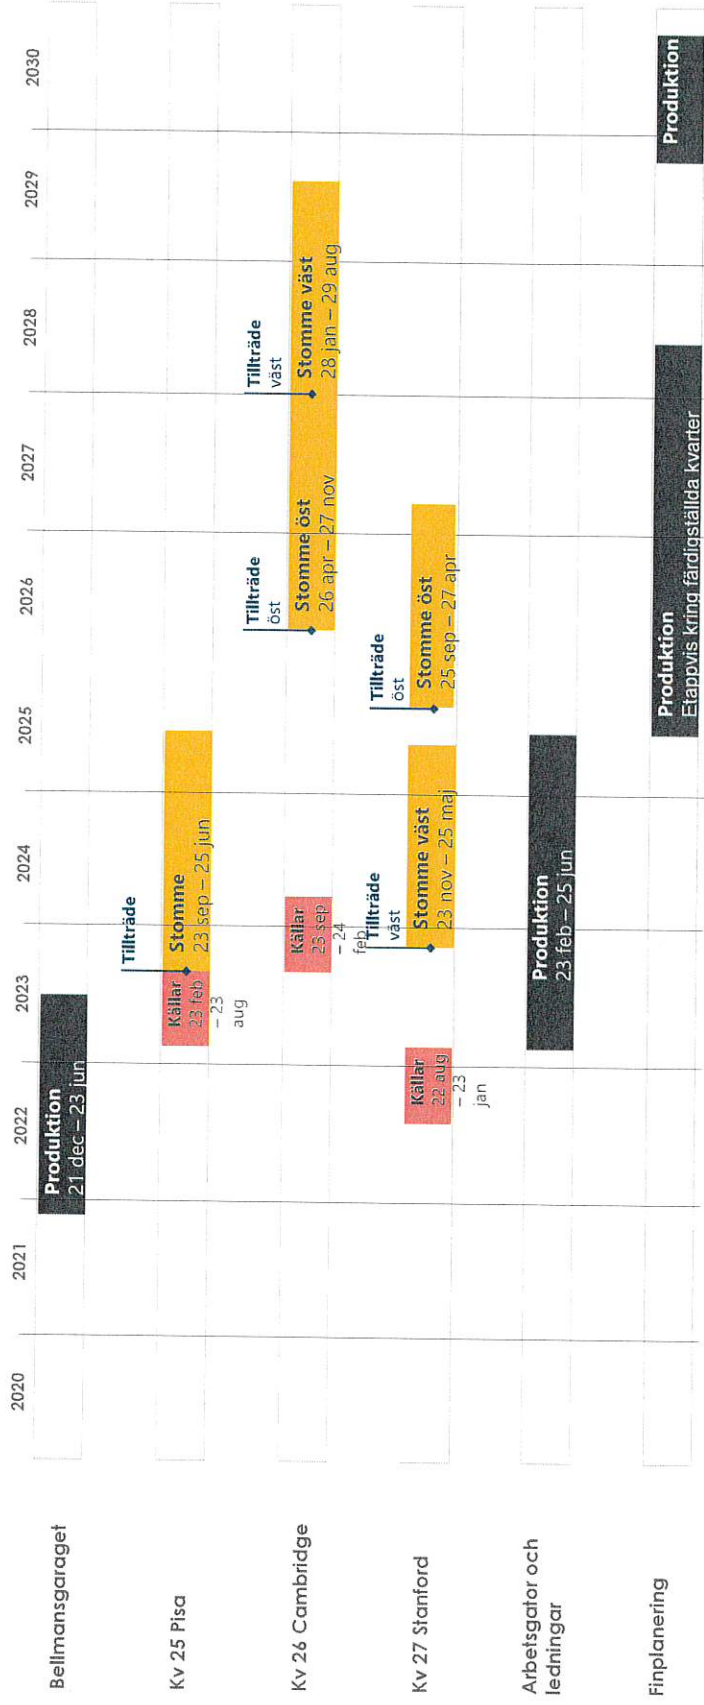 2020 2021 2022 2023 2024 2025 2026 2027 2028 2029 2030
Bellmansgaraget
Produktion
21 dec – 23 jun
Kv 25 Pisa
Källar
23 feb
– 23
aug
Tillträde
Stomme
23 sep – 25 jun
Kv 26 Cambridge
Källar
23 sep
– 24
feb
Tillträde
öst
Stomme öst
26 apr – 27 nov
Tillträde
väst
Stomme väst
28 jan – 29 aug
Kv 27 Stanford
Källar
22 aug
– 23
jan
Tillträde
väst
Stomme väst
23 nov – 25 maj
Tillträde
öst
Stomme öst
25 sep – 27 apr
Arbetsgator och
ledningar
Produktion
23 feb – 25 jun
Finplanering
Produktion
Etappvis kring färdigställda kvarter
Produktion